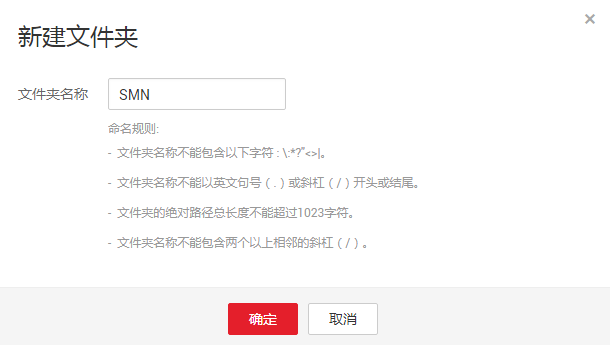 ×
新建文件夹
文件夹名称 SMN
命名规则:
- 文件夹名称不能包含以下字符 : \:*?"<>|。
- 文件夹名称不能以英文句号 ( . ) 或斜杠 ( / ) 开头或结尾。
- 文件夹的绝对路径总长度不能超过1023字符。
- 文件夹名称不能包含两个以上相邻的斜杠 ( / ) 。
确定 取消